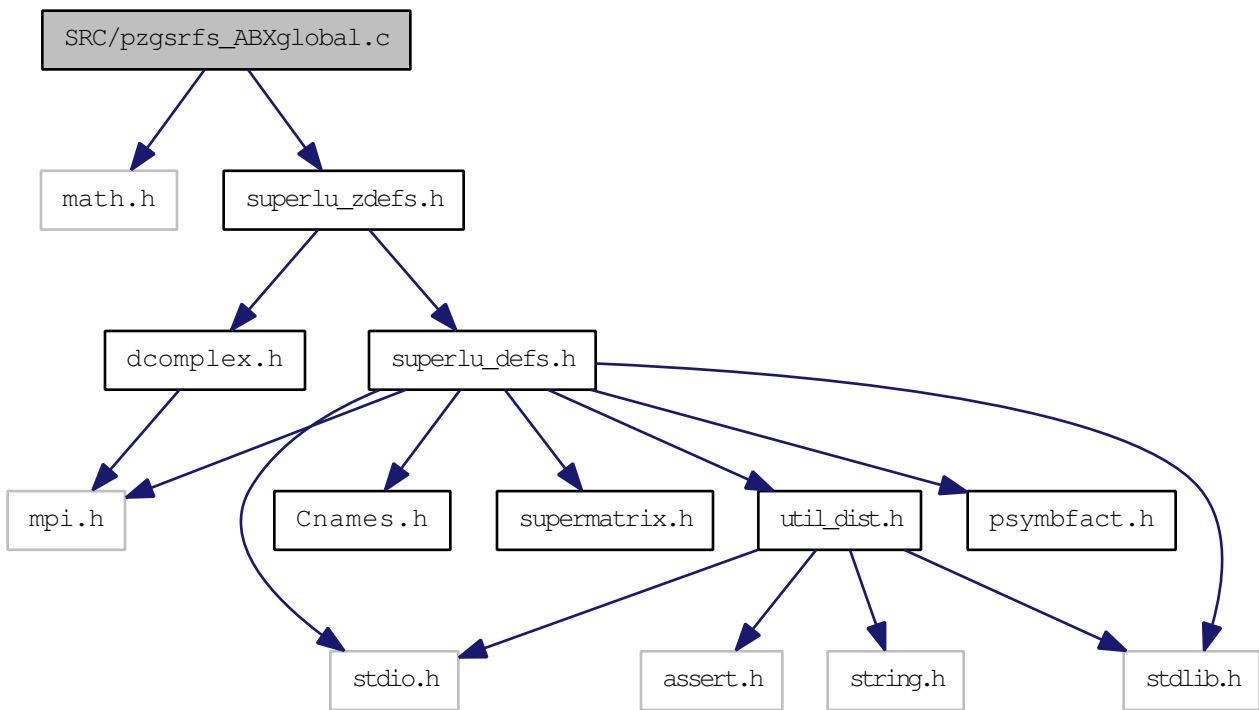 SRC/pzgsrfs_ABXglobal.c
math.h
superlu_zdefs.h
dcomplex.h
superlu_defs.h
mpi.h
Cnames.h
supermatrix.h
util_dist.h
psymbfact.h
stdio.h
assert.h
string.h
stdlib.h